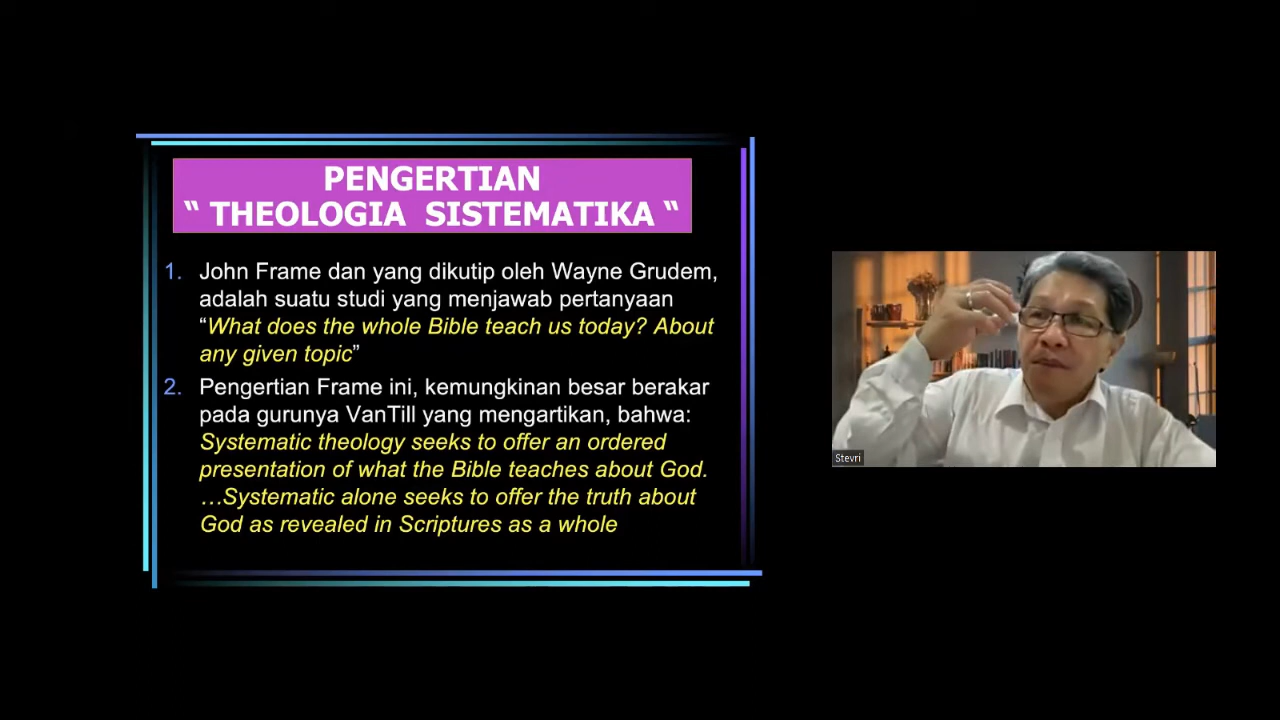 PENGERTIAN
“ THEOLOGIA SISTEMATIKA “
1. John Frame dan yang dikutip oleh Wayne Grudem,
adalah suatu studi yang menjawab pertanyaan
“What does the whole Bible teach us today? About
any given topic”
2. Pengertian Frame ini, kemungkinan besar berakar
pada gurunya VanTill yang mengartikan, bahwa:
Systematic theology seeks to offer an ordered
presentation of what the Bible teaches about God.
…Systematic alone seeks to offer the truth about
God as revealed in Scriptures as a whole
Stevri